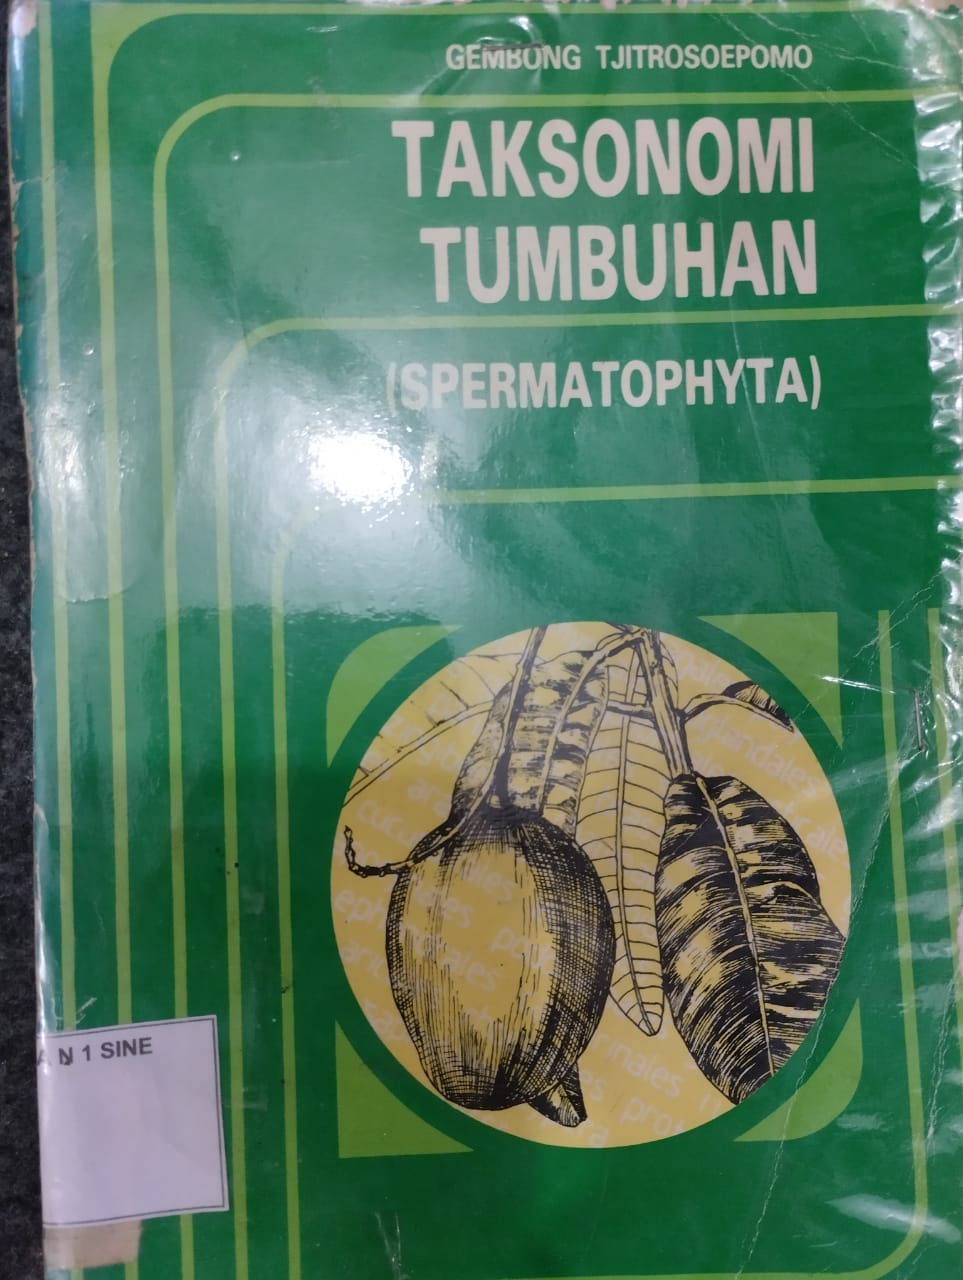 GEMBONG TJITROSOEPOMO
TAKSONOMI
TUMBUHAN
(SPERMATOPHYTA)
N 1 SINE